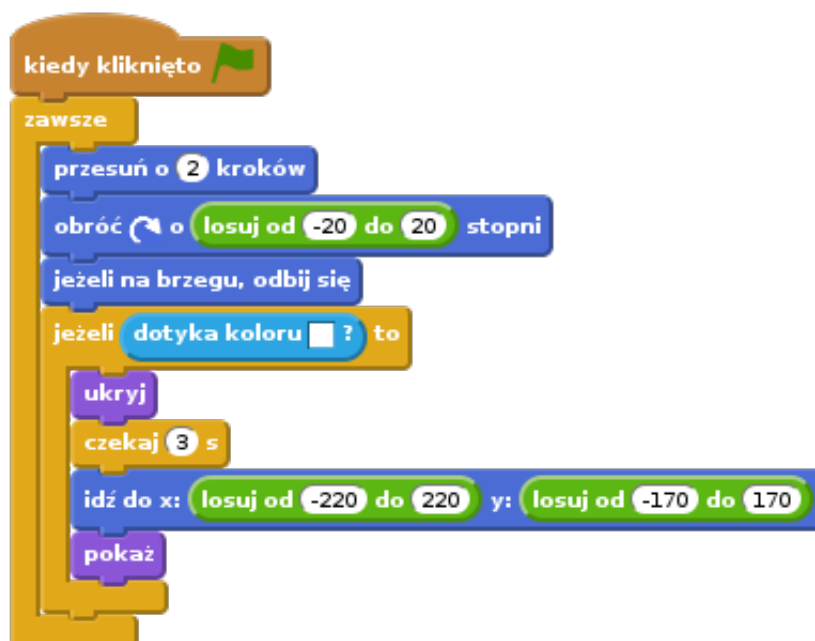 kiedy kliknięto
zawsze
przesuń o 2 kroków
obróć o losuj od -20 do 20 stopni
jeżeli na brzegu, odbij się
jeżeli dotyka koloru ? to
ukryj
czekaj 3 s
idź do x: losuj od -220 do 220 y: losuj od -170 do 170
pokaż